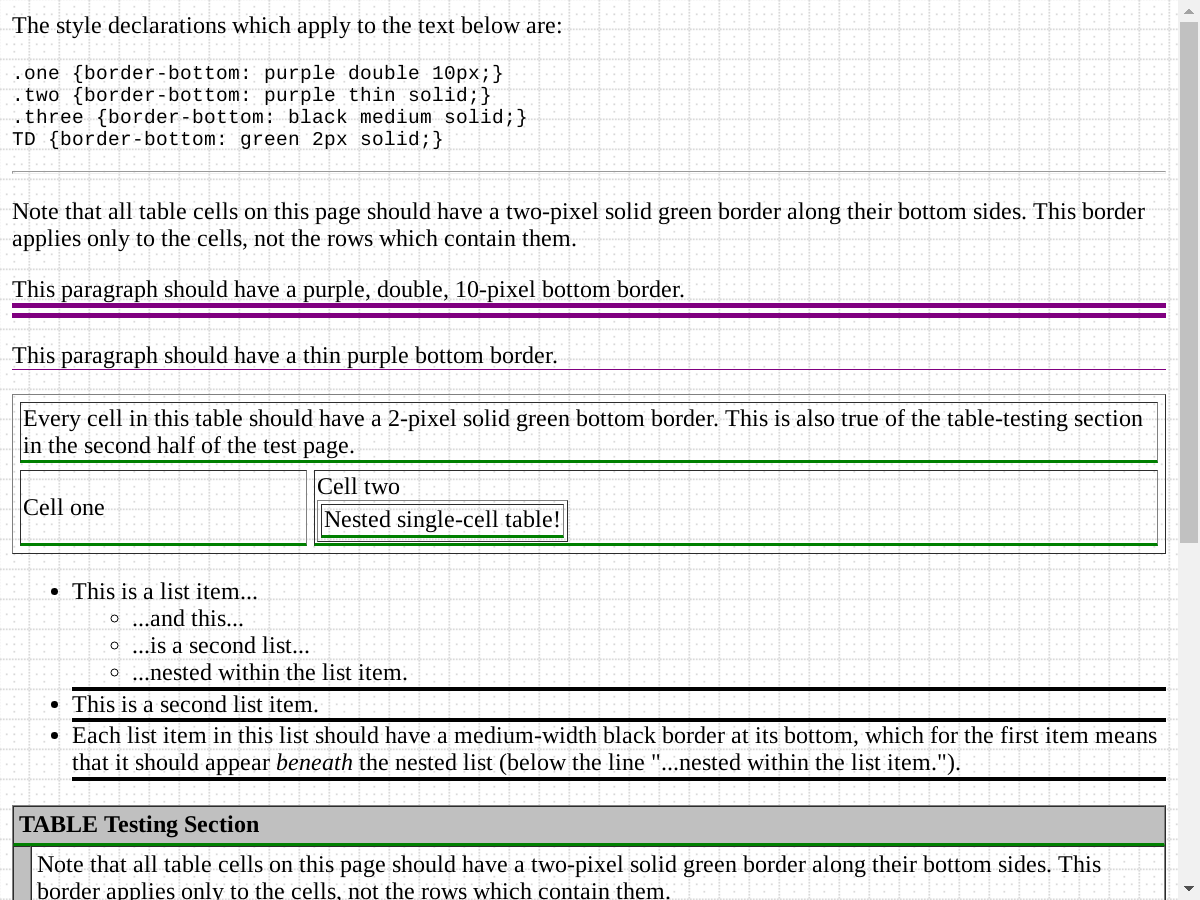 The style declarations which apply to the text below are:
.one {border-bottom: purple double 10px;}
.two {border-bottom: purple thin solid;}
.three {border-bottom: black medium solid;}
TD {border-bottom: green 2px solid;}
Note that all table cells on this page should have a two-pixel solid green border along their bottom sides. This border
applies only to the cells, not the rows which contain them.
This paragraph should have a purple, double, 10-pixel bottom border.
This paragraph should have a thin purple bottom border.
Every cell in this table should have a 2-pixel solid green bottom border. This is also true of the table-testing section
in the second half of the test page.
Cell one
Cell two
Nested single-cell table!
This is a list item...
...and this...
...is a second list...
...nested within the list item.
This is a second list item.
Each list item in this list should have a medium-width black border at its bottom, which for the first item means
that it should appear beneath the nested list (below the line "...nested within the list item.").
TABLE Testing Section
Note that all table cells on this page should have a two-pixel solid green border along their bottom sides. This
border applies only to the cells, not the rows which contain them.